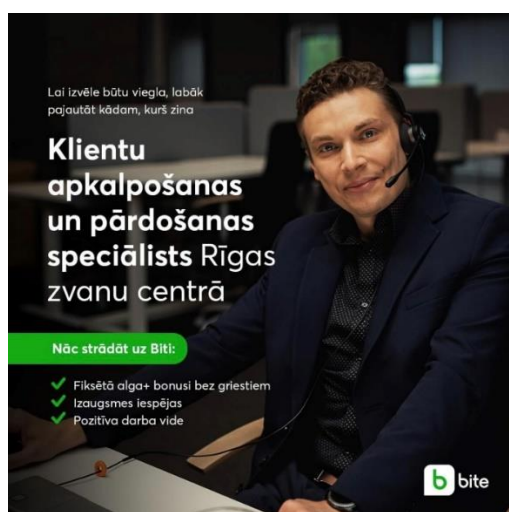 Lai izvēle būtu viegla, labāk
pajautāt kādam, kurš zina
Klientu
apkalpošanas
un pārdošanas
speciālists Rīgas
zvanu centrā
Nāc strādāt uz Biti:
Fiksētā alga+ bonusi bez griestiem
Izaugsmes iespējas
Pozitīva darba vide
b bite